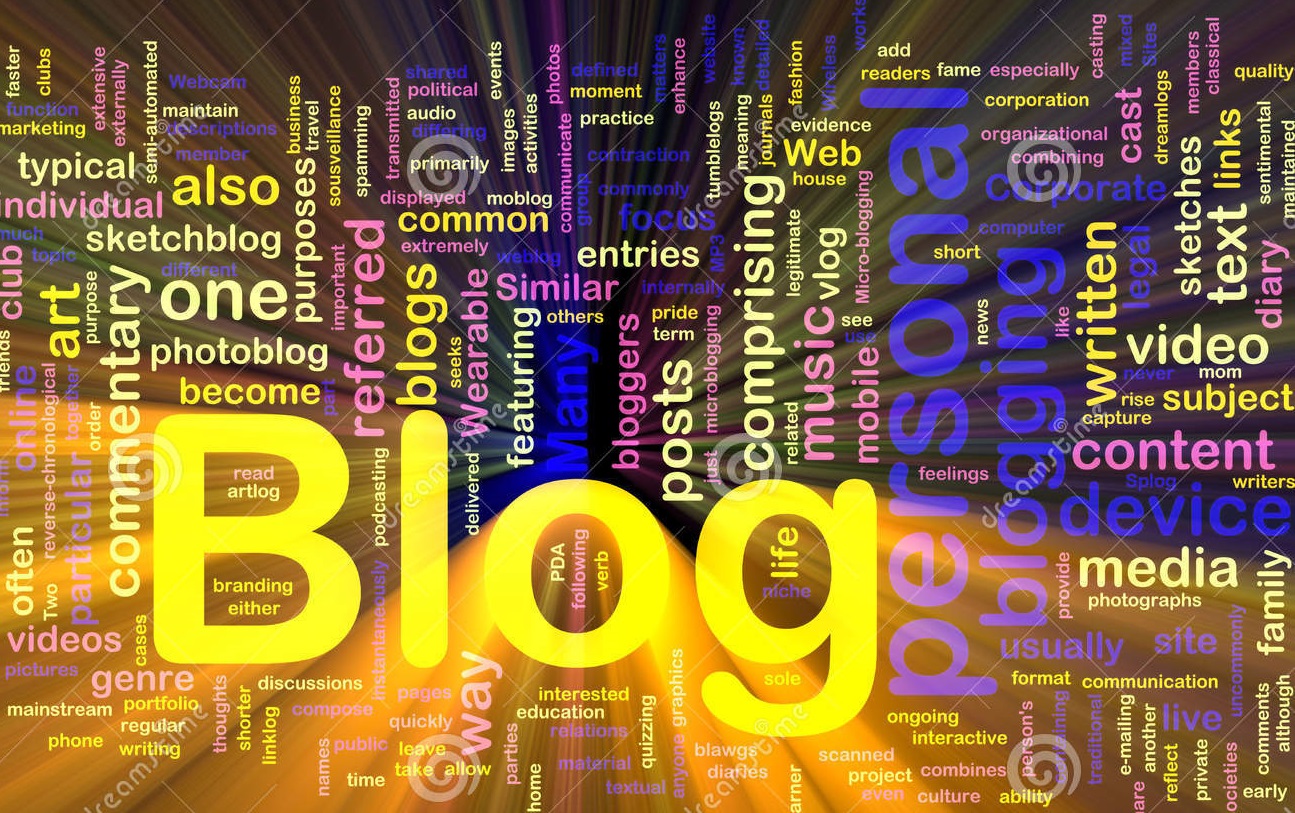 faster
clubs
extensive
externally
semi-automated
Webcam
function
maintain
marketing
descriptions
member
typical
also
individual
much
topic
sketchblog
different
club
art
purpose
commentary
one
photoblog
become
part
friends
online
together
order
reverse-chronological
inform
often
Two
particular
videos
pictures
cases
genre
mainstream
portfolio
regular
phone
writing
thoughts
shorter
linking
discussions
compose
names
public
time
business
travel
sousveillance
spamming
purposes
important
referred
transmitted
shared
political
audio
differing
primarily
displayed
common
extremely
blogs
seeks
Wearable
events
images
activities
photos
moblog
communicate
weblog
Similar
others
featuring
Many
delivered
podcasting
instantaneously
defined
moment
practice
contraction
commonly
group
focus
entries
internally
MP3
pride
term
bloggers
posts
microblogging
just
matters
enhance
website
known
detailed
tumblelogs
meaning
journals
fashion
wireless
works
evidence
Web
house
comprising
legitimate
vlog
Micro-blogging
music
see
use
mobile
related
add
readers
fame
especially
corporation
organizational
combining
Corporate
computer
short
news
personal
blogging
like
legal
written
casting
mixed
Sites
cast
dreamlogs
members
classical
quality
sketches
links
text
sentimental
maintained
diary
video
never
mom
rise
subject
capture
content
Splog
writers
feelings
device
media
photographs
provide
family
usually
site
uncommonly
format
communication
live
Blog
read
artlog
branding
either
PDA
following
verb
life
niche
sole
way
pages
quickly
leave
take
allow
parties
home
interested
education
relations
material
textual
quizzing
anyone
graphics
blawgs
diaries
scanned
project
even
culture
combines
ability
ongoing
interactive
person's
containing
traditional
e-mailing
another
reflect
private
societies
comments
although
early
dreamstime
dreamstime
dreamstime
dreamstime
dreamstime